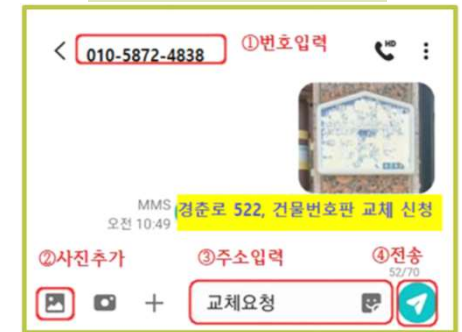 010-5872-4838 ①번호입력 HD
MMS
오전 10:49
경춘로 522, 건물번호판 교체 신청
②사진추가 ③주소입력 ④전송
52/70
교체요청